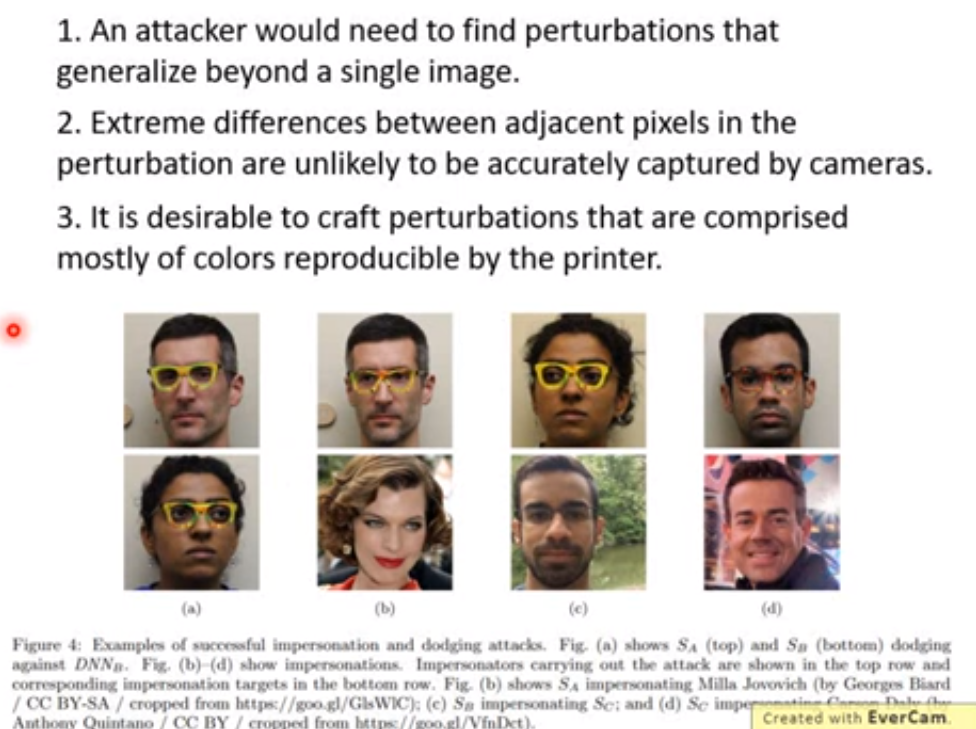 1. An attacker would need to find perturbations that
generalize beyond a single image.
2. Extreme differences between adjacent pixels in the
perturbation are unlikely to be accurately captured by cameras.
3. It is desirable to craft perturbations that are comprised
mostly of colors reproducible by the printer.
(a) (b) (c) (d)
Figure 4: Examples of successful impersonation and dodging attacks. Fig. (a) shows S_A (top) and S_B (bottom) dodging
against DNN_B. Fig. (b)–(d) show impersonations. Impersonators carrying out the attack are shown in the top row and
corresponding impersonation targets in the bottom row. Fig. (b) shows S_A impersonating Milla Jovovich (by Georges Biard
/ CC BY-SA / cropped from https://goo.gl/GlsWlC); (c) S_B impersonating S_C; and (d) S_C
Anthony Quintano / CC BY / cropped from https://goo.gl/VfnDct).
Created with EverCam.